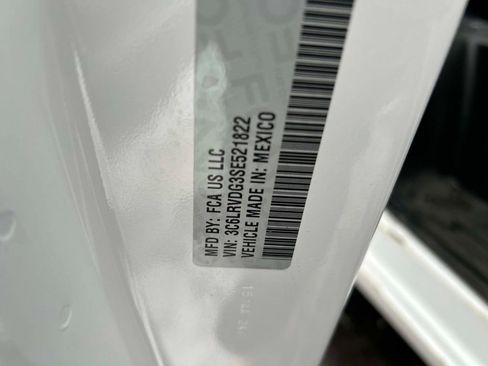 MFD BY: FCA US LLC
VIN: 3C6LRVDG3SE521822
VEHICLE MADE IN: MEXICO